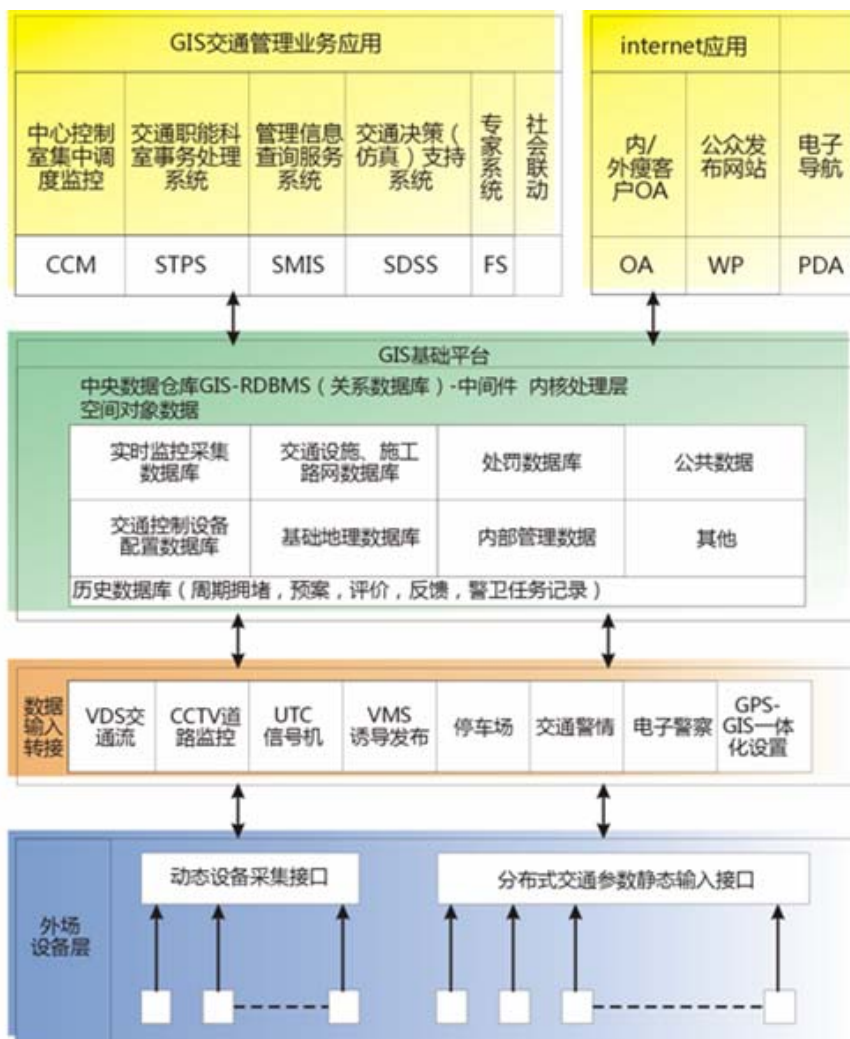 GIS交通管理业务应用
中心控制
室集中调
度监控
交通职能科
室事务处理
系统
管理信息
查询服务
系统
交通决策（
仿真）支持
系统
专家系统
社会联动
CCM
STPS
SMIS
SDSS
FS
internet应用
内/
外瘦客
户OA
公众发
布网站
电子
导航
OA
WP
PDA
GIS基础平台
中央数据仓库GIS-RDBMS（关系数据库）-中间件 内核处理层
空间对象数据
实时监控采集
数据库
交通设施、施工
路网数据库
处罚数据库
公共数据
交通控制设备
配置数据库
基础地理数据库
内部管理数据
其他
历史数据库（周期拥堵，预案，评价，反馈，警卫任务记录）
数据
输入
转接
VDS交
通流
CCTV道
路监控
UTC
信号机
VMS
诱导发布
停车场
交通警情
电子警察
GPS-
GIS一体
化设置
外场
设备层
动态设备采集接口
分布式交通参数静态输入接口